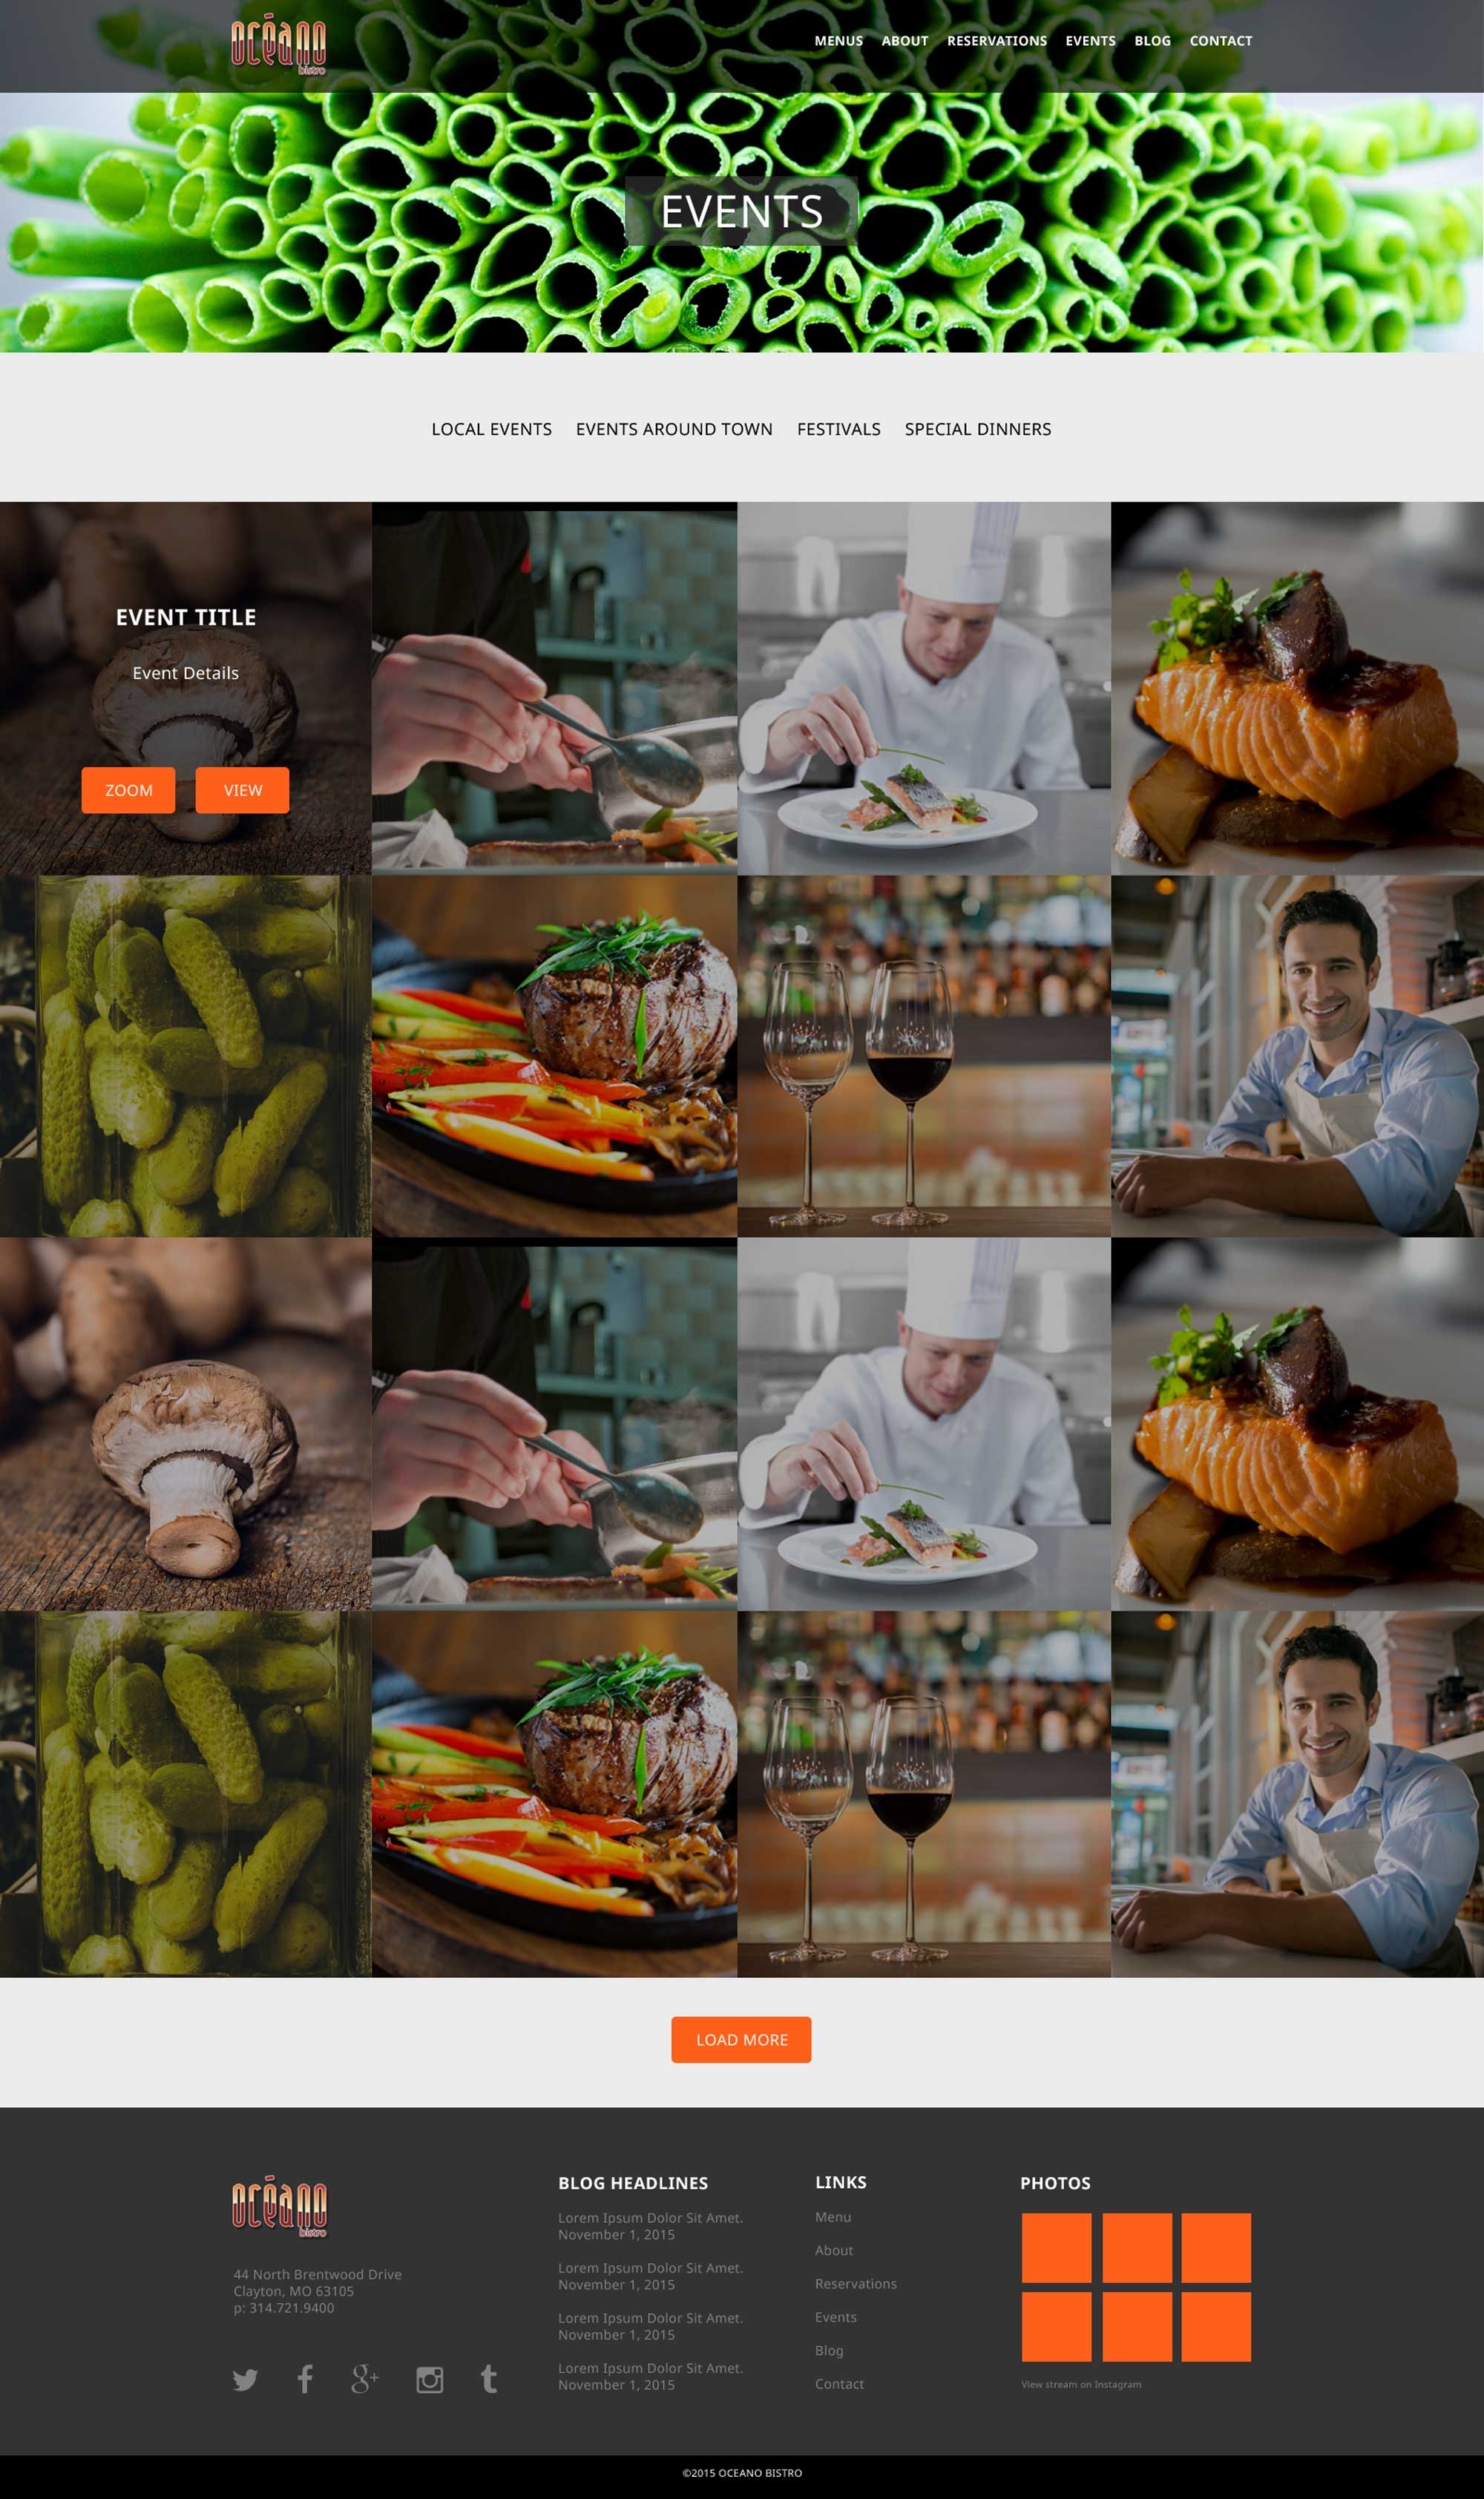 océano
bistro
MENUS ABOUT RESERVATIONS EVENTS BLOG CONTACT
EVENTS
LOCAL EVENTS EVENTS AROUND TOWN FESTIVALS SPECIAL DINNERS
EVENT TITLE
Event Details
ZOOM VIEW
LOAD MORE
océano
bistro
44 North Brentwood Drive
Clayton, MO 63105
p: 314.721.9400
BLOG HEADLINES
Lorem Ipsum Dolor Sit Amet.
November 1, 2015
Lorem Ipsum Dolor Sit Amet.
November 1, 2015
Lorem Ipsum Dolor Sit Amet.
November 1, 2015
Lorem Ipsum Dolor Sit Amet.
November 1, 2015
LINKS
Menu
About
Reservations
Events
Blog
Contact
PHOTOS
View stream on Instagram
©2015 OCEANO BISTRO